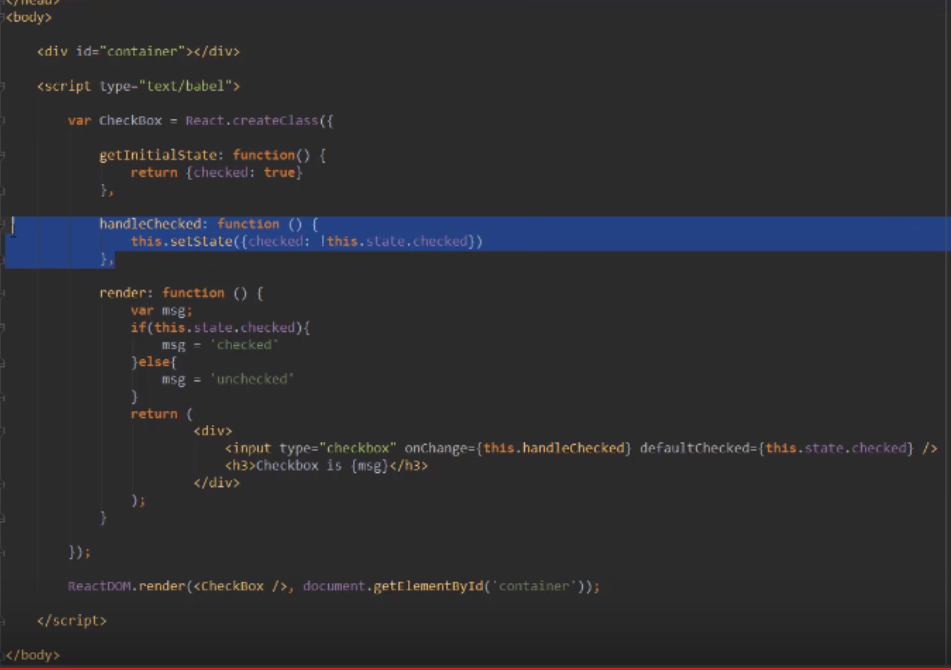 </head>
<body>
<div id="container"></div>
<script type="text/babel">
var CheckBox = React.createClass({
getInitialState: function() {
return {checked: true}
},
handleChecked: function () {
this.setState({checked: !this.state.checked})
},
render: function () {
var msg;
if(this.state.checked){
msg = 'checked'
}else{
msg = 'unchecked'
}
return (
<div>
<input type="checkbox" onChange={this.handleChecked} defaultChecked={this.state.checked} />
<h3>Checkbox is {msg}</h3>
</div>
);
}
});
ReactDOM.render(<CheckBox />, document.getElementById('container'));
</script>
</body>